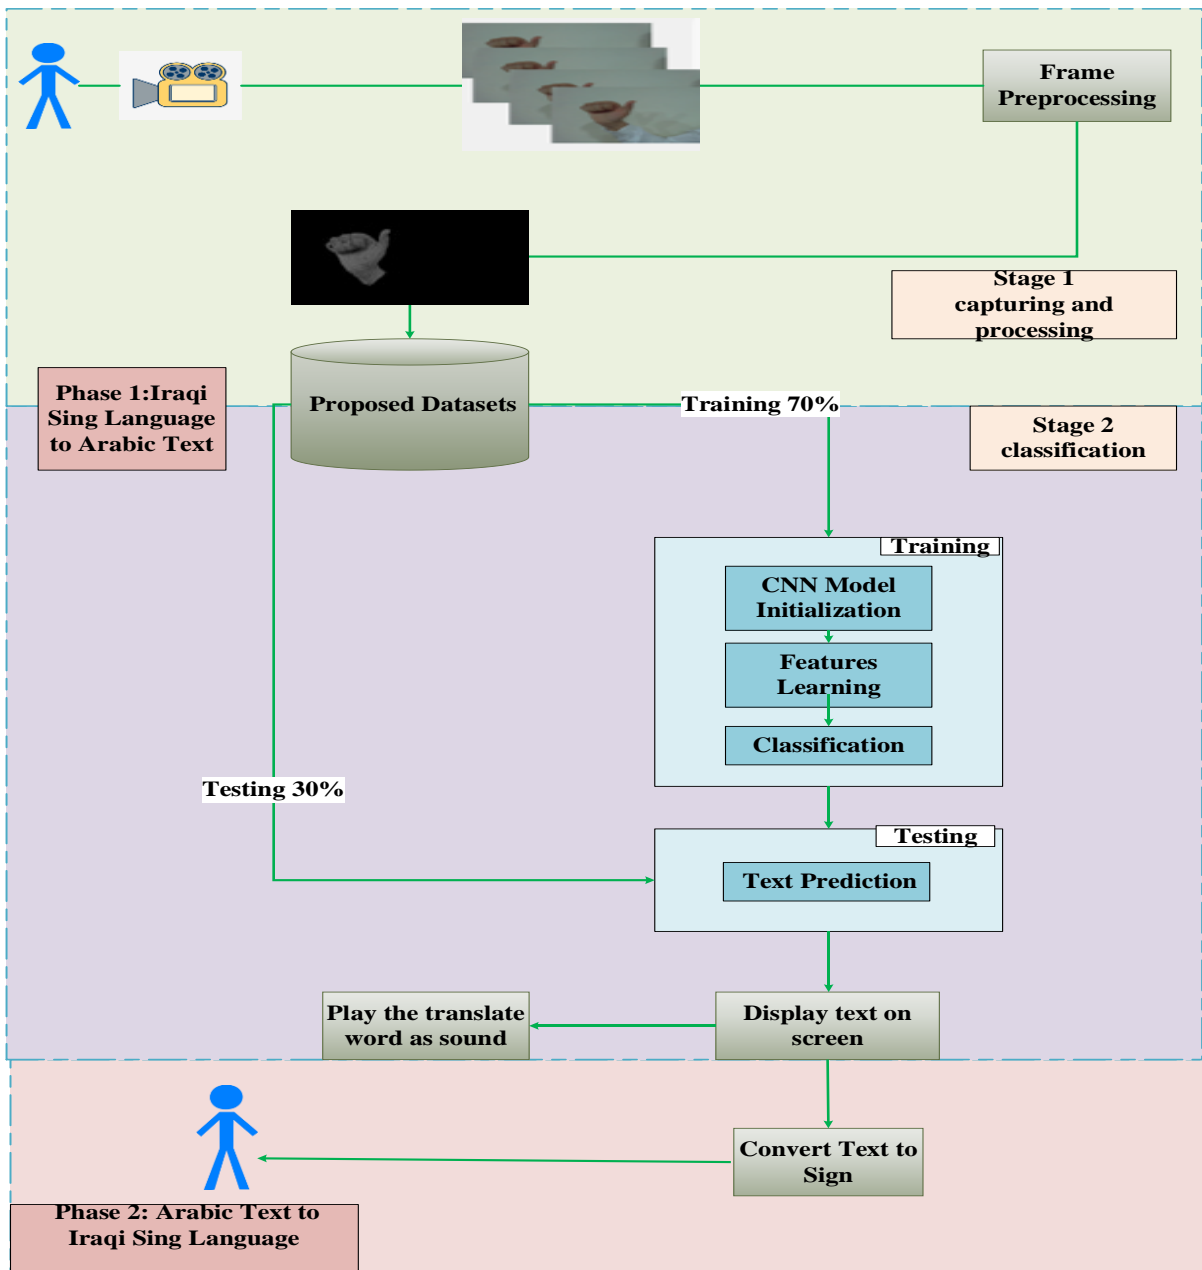 Frame
Preprocessing
Stage 1
capturing and
processing
Phase 1:Iraqi
Sing Language
to Arabic Text
Proposed Datasets
Training 70%
Stage 2
classification
Training
CNN Model
Initialization
Features
Learning
Classification
Testing 30%
Testing
Text Prediction
Play the translate
word as sound
Display text on
screen
Convert Text to
Sign
Phase 2: Arabic Text to
Iraqi Sing Language